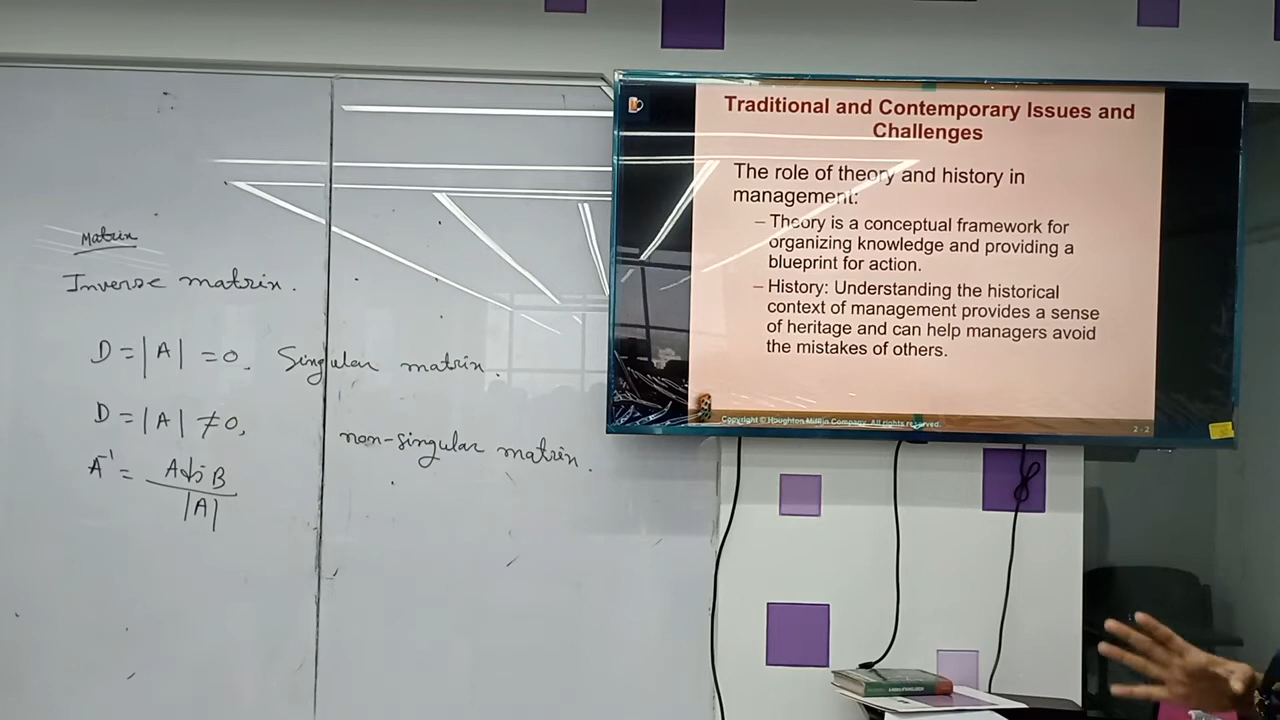 Matrix
Inverse matrix.
D = |A| = 0. Singular matrix.
D = |A| ≠ 0,
non-singular matrix.
A⁻¹ = Adj B
|A|
Traditional and Contemporary Issues and
Challenges
The role of theory and history in
management:
– Theory is a conceptual framework for
organizing knowledge and providing a
blueprint for action.
– History: Understanding the historical
context of management provides a sense
of heritage and can help managers avoid
the mistakes of others.
Copyright © Houghton Mifflin Company. All rights reserved.
2 - 2